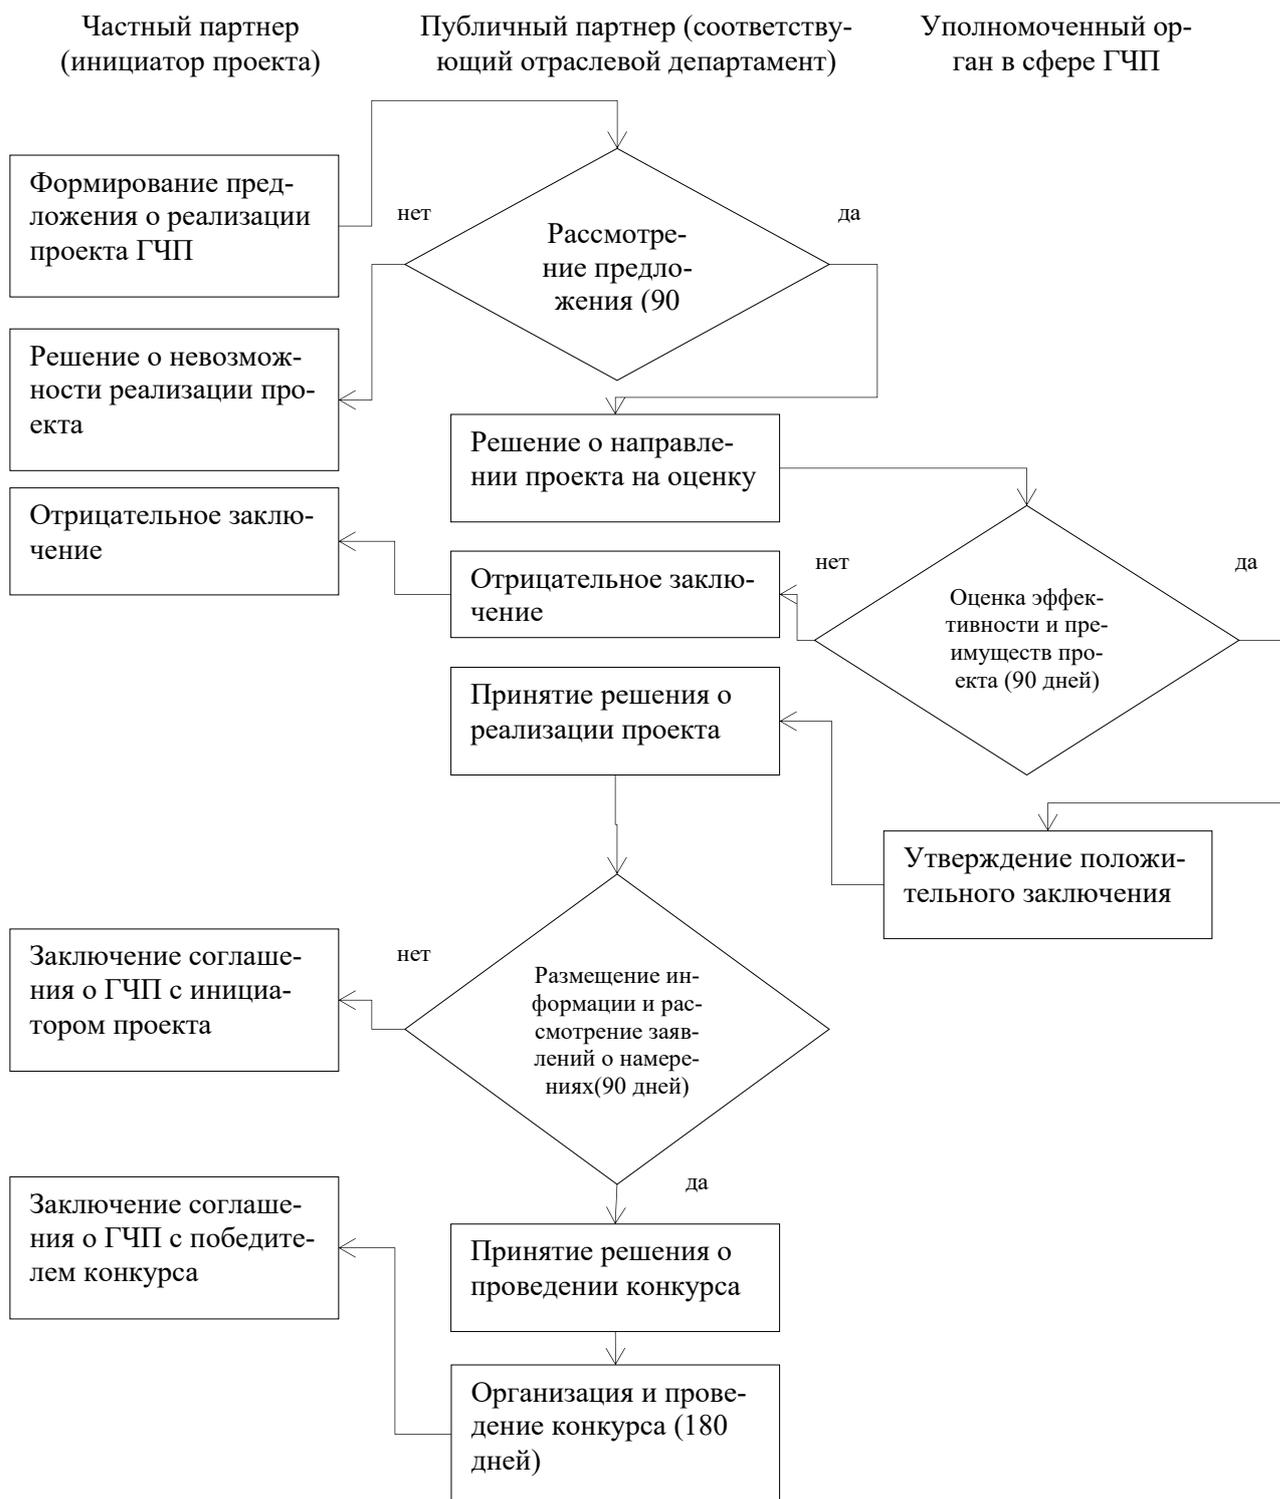 Частный партнер
(инициатор проекта)
Публичный партнер (соответству-
ющий отраслевой департамент)
Уполномоченный ор-
ган в сфере ГЧП
Формирование пред-
ложения о реализации
проекта ГЧП
нет
Рассмотре-
ние предло-
жения (90
да
Решение о невозмож-
ности реализации про-
екта
Решение о направле-
нии проекта на оценку
Отрицательное заклю-
чение
Отрицательное заклю-
чение
нет
Оценка эффек-
тивности и пре-
имуществ про-
екта (90 дней)
да
Принятие решения о
реализации проекта
Утверждение положи-
тельного заключения
Заключение соглаше-
ния о ГЧП с инициа-
тором проекта
нет
Размещение ин-
формации и рас-
смотрение заяв-
лений о намере-
ниях(90 дней)
да
Заключение соглаше-
ния о ГЧП с победите-
лем конкурса
Принятие решения о
проведении конкурса
Организация и прове-
дение конкурса (180
дней)